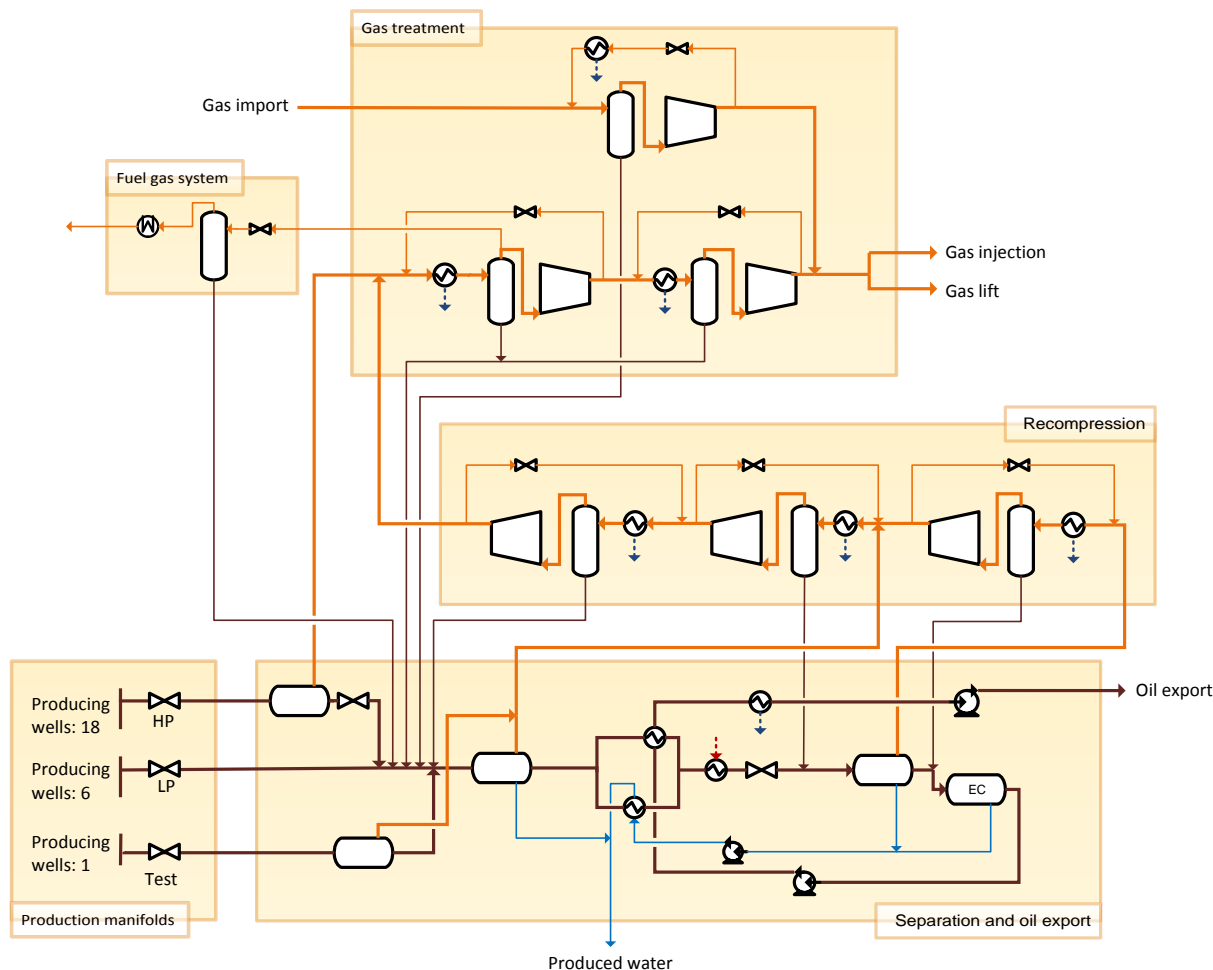 Gas treatment
Gas import
Fuel gas system
Gas injection
Gas lift
Recompression
Producing
wells: 18
HP
Oil export
Producing
wells: 6
LP
EC
Producing
wells: 1
Test
Production manifolds
Separation and oil export
Produced water